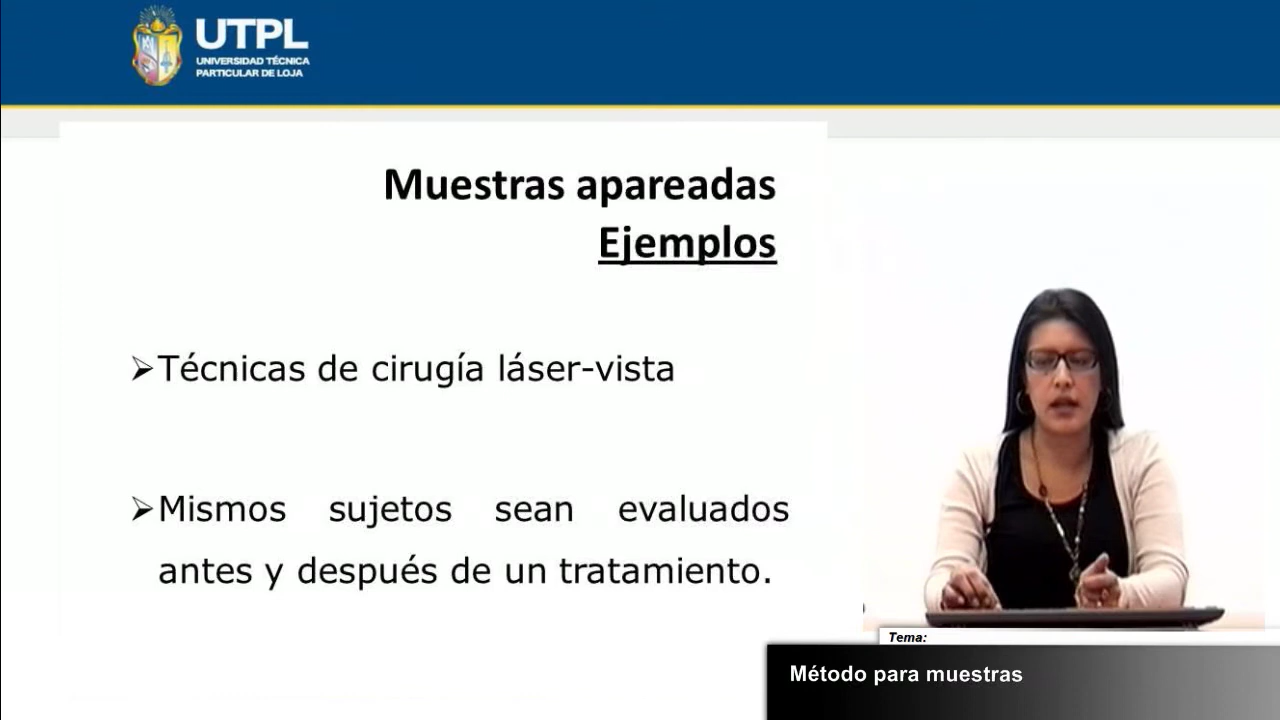 UTPL
UNIVERSIDAD TÉCNICA
PARTICULAR DE LOJA
Muestras apareadas
Ejemplos
Técnicas de cirugía láser-vista
Mismos sujetos sean evaluados
antes y después de un tratamiento.
Tema:
Método para muestras